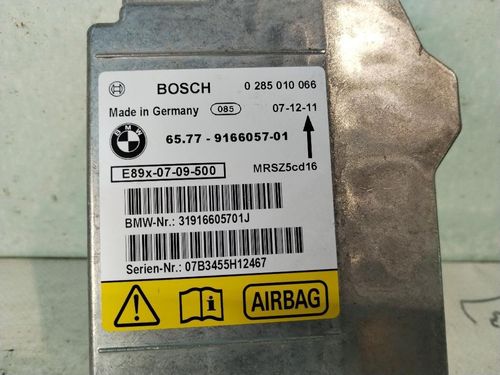 BOSCH 0 285 010 066
Made in Germany 085 07-12-11
BMW 65.77 - 9166057-01
E89x-07-09-500 MRSZ5cd16
BMW-Nr.: 31916605701J
Serien-Nr.: 07B3455H12467
! i AIRBAG